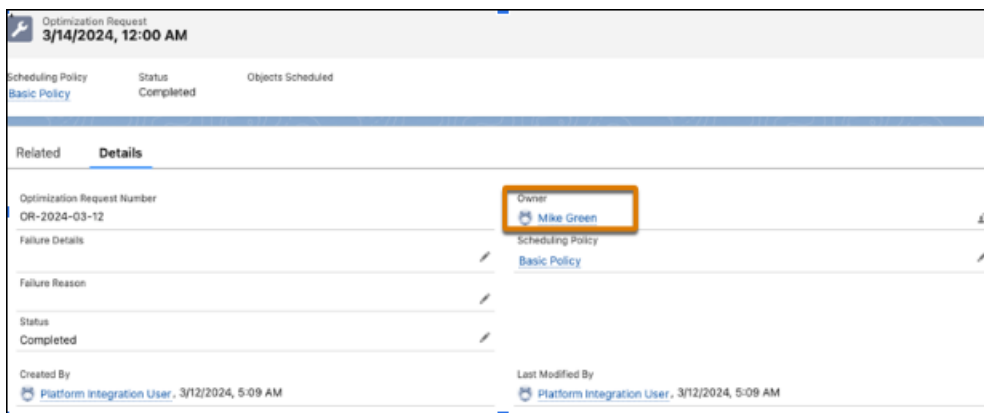 Optimization Request
3/14/2024, 12:00 AM
Scheduling Policy Status Objects Scheduled
Basic Policy Completed
Related Details
Optimization Request Number Owner
OR-2024-03-12 Mike Green
Failure Details Scheduling Policy
Basic Policy
Failure Reason
Status
Completed
Created By Last Modified By
Platform Integration User, 3/12/2024, 5:09 AM Platform Integration User, 3/12/2024, 5:09 AM